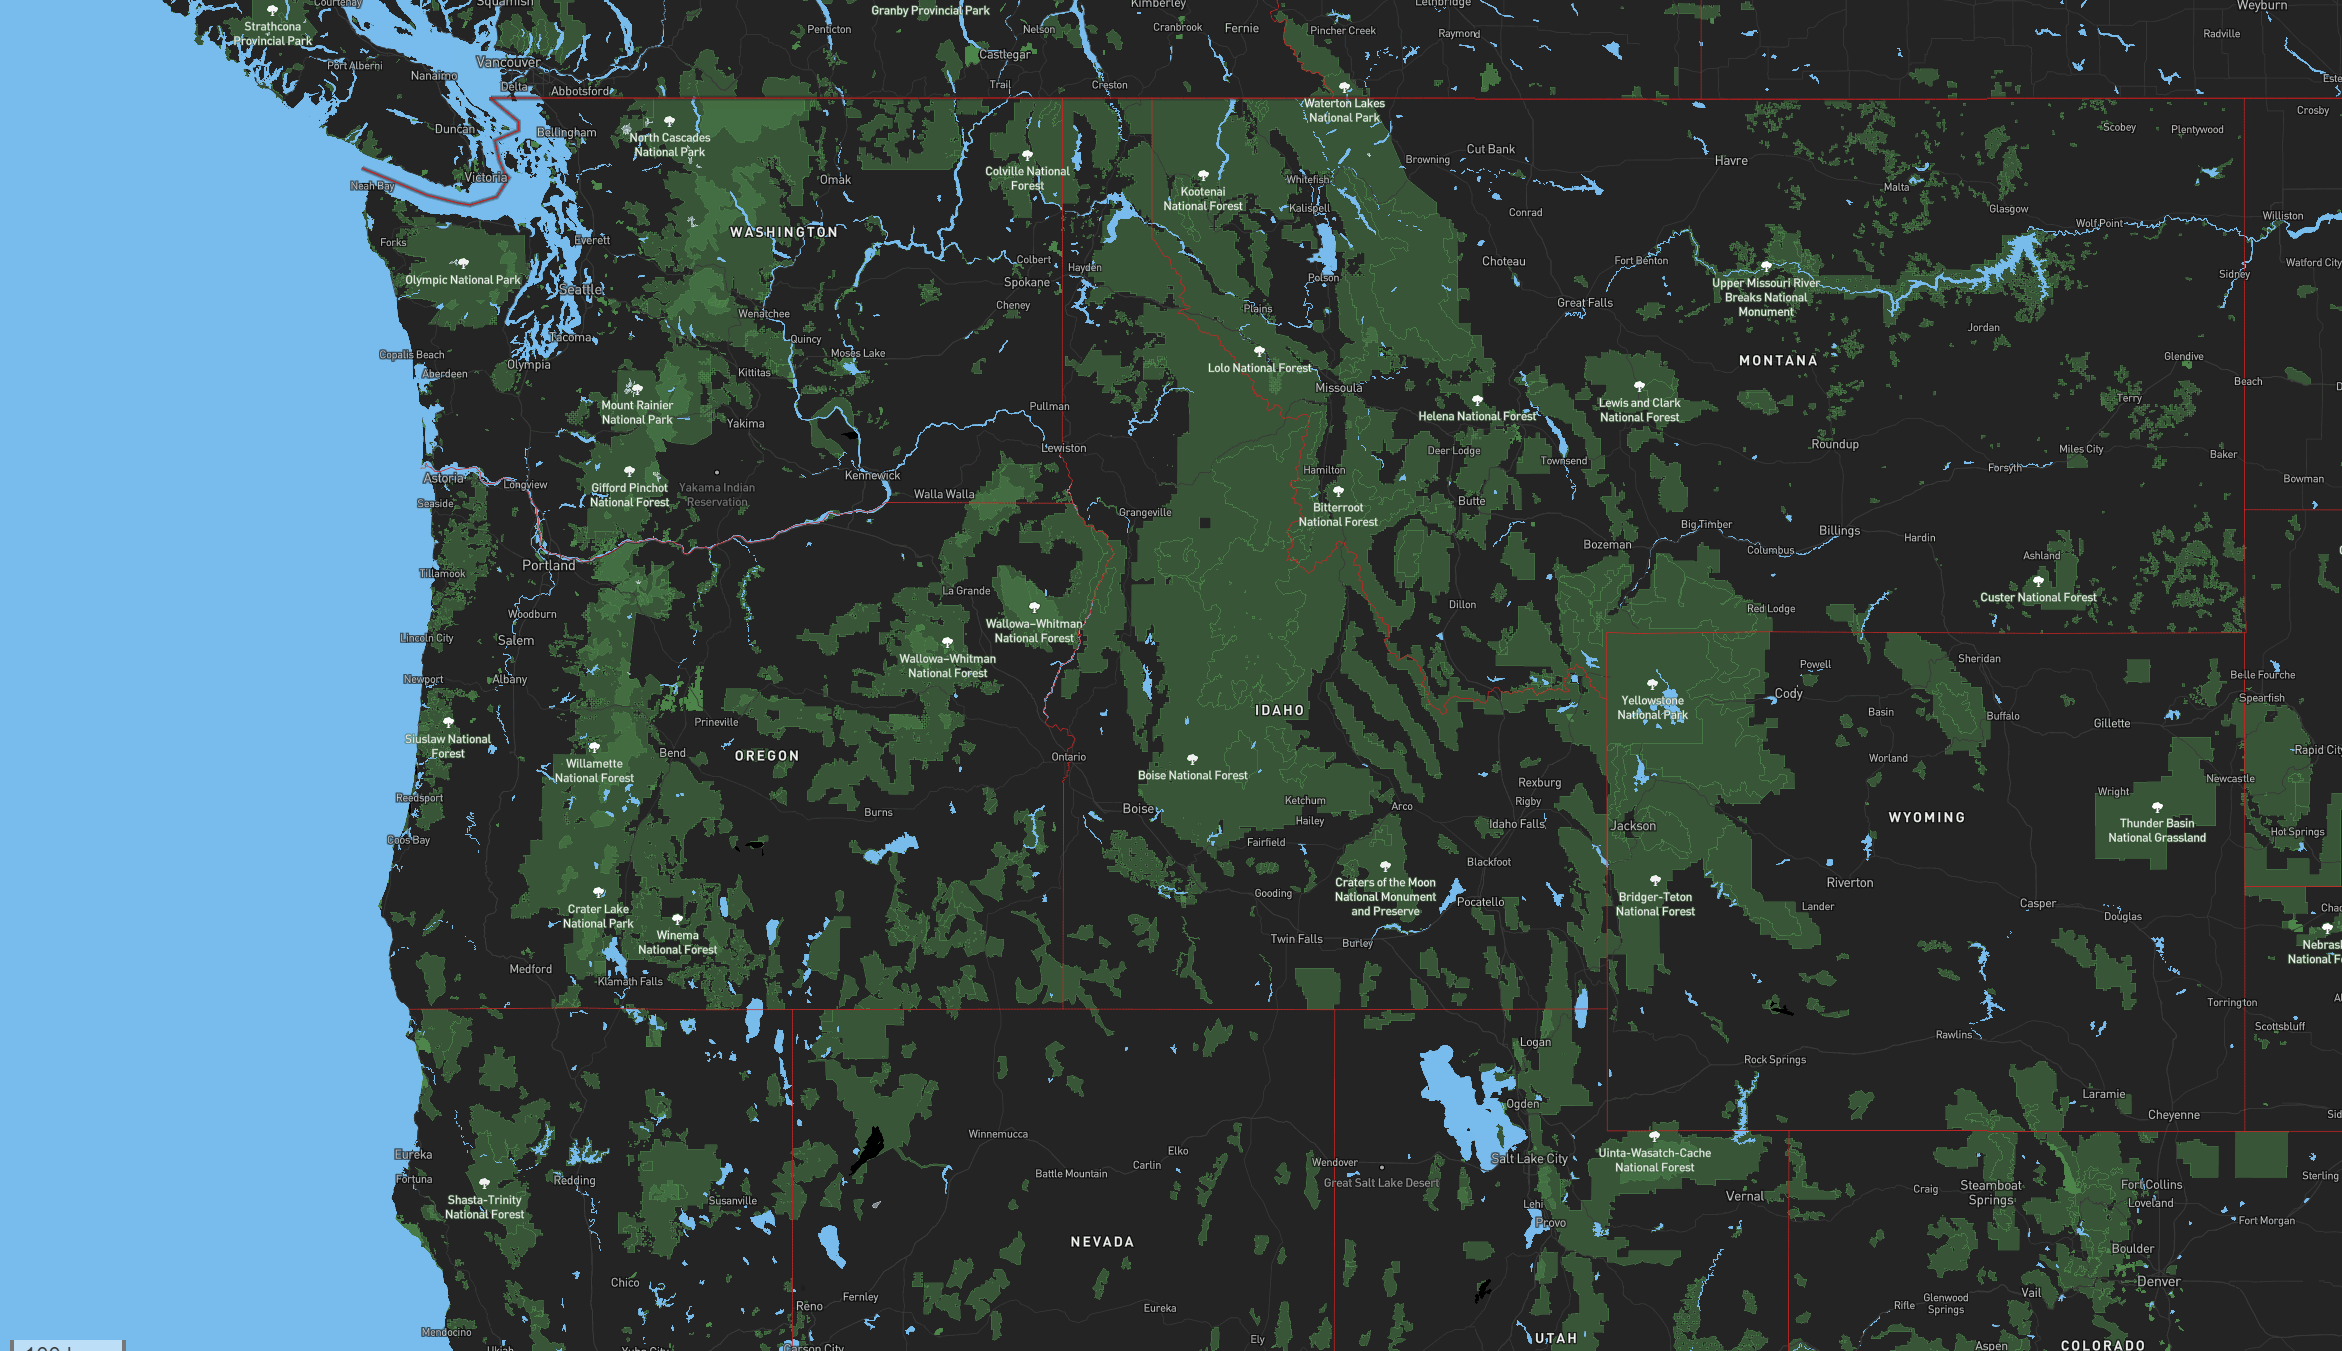 Courtenay
Squamish
Granby Provincial Park
Kimberley
Lethbridge
Weyburn
Strathcona
Provincial Park
Penticton
Nelson
Cranbrook
Fernie
Pincher Creek
Raymond
Radville
Port Alberni
Nanaimo
Vancouver
Castlegar
Trail
Creston
Delta
Abbotsford
Waterton Lakes
National Park
Crosby
Duncan
Bellingham
North Cascades
National Park
Scobey
Plentywood
Colville National
Forest
Browning
Cut Bank
Havre
Neah Bay
Victoria
Omak
Kootenai
National Forest
Whitefish
Kalispell
Malta
Conrad
Glasgow
Wolf Point
Williston
WASHINGTON
Forks
Everett
Colbert
Hayden
Choteau
Fort Benton
Watford City
Olympic National Park
Seattle
Spokane
Polson
Sidney
Upper Missouri River
Breaks National
Monument
Cheney
Plains
Great Falls
Wenatchee
Jordan
Tacoma
Quincy
Copalis Beach
Moses Lake
Glendive
Olympia
Lolo National Forest
MONTANA
Aberdeen
Kittitas
Missoula
Beach
Mount Rainier
National Park
Pullman
Helena National Forest
Lewis and Clark
National Forest
Terry
Yakima
Lewiston
Deer Lodge
Roundup
Miles City
Baker
Townsend
Forsyth
Astoria
Longview
Gifford Pinchot
National Forest
Yakama Indian
Reservation
Kennewick
Hamilton
Bowman
Seaside
Walla Walla
Butte
Bitterroot
National Forest
Grangeville
Big Timber
Billings
Bozeman
Columbus
Hardin
Portland
Ashland
Tillamook
La Grande
Dillon
Red Lodge
Custer National Forest
Woodburn
Wallowa-Whitman
National Forest
Lincoln City
Salem
Wallowa-Whitman
National Forest
Powell
Sheridan
Newport
Albany
Yellowstone
National Park
Cody
Belle Fourche
Spearfish
Prineville
IDAHO
Basin
Buffalo
Gillette
Siuslaw National
Forest
Bend
OREGON
Ontario
Worland
Rapid City
Willamette
National Forest
Boise National Forest
Rexburg
Newcastle
Reedsport
Burns
Boise
Ketchum
Arco
Rigby
Wright
Hailey
Idaho Falls
Jackson
WYOMING
Thunder Basin
National Grassland
Hot Springs
Coos Bay
Fairfield
Blackfoot
Craters of the Moon
National Monument
and Preserve
Gooding
Pocatello
Bridger-Teton
National Forest
Riverton
Crater Lake
National Park
Lander
Casper
Douglas
Winema
National Forest
Twin Falls
Burley
Medford
Klamath Falls
Torrington
Scottsbluff
Logan
Rawlins
Rock Springs
Ogden
Laramie
Cheyenne
Winnemucca
Eureka
Elko
Wendover
Salt Lake City
Uinta-Wasatch-Cache
National Forest
Fortuna
Redding
Battle Mountain
Carlin
Great Salt Lake Desert
Sterling
Shasta-Trinity
National Forest
Susanville
Lehi
Vernal
Craig
Steamboat
Springs
Fort Collins
Loveland
Provo
Fort Morgan
NEVADA
Boulder
Chico
Denver
Fernley
Reno
Eureka
Rifle
Glenwood
Springs
Vail
Mendocino
Ely
UTAH
Ukiah
Yuba City
Carson City
Aspen
COLORADO